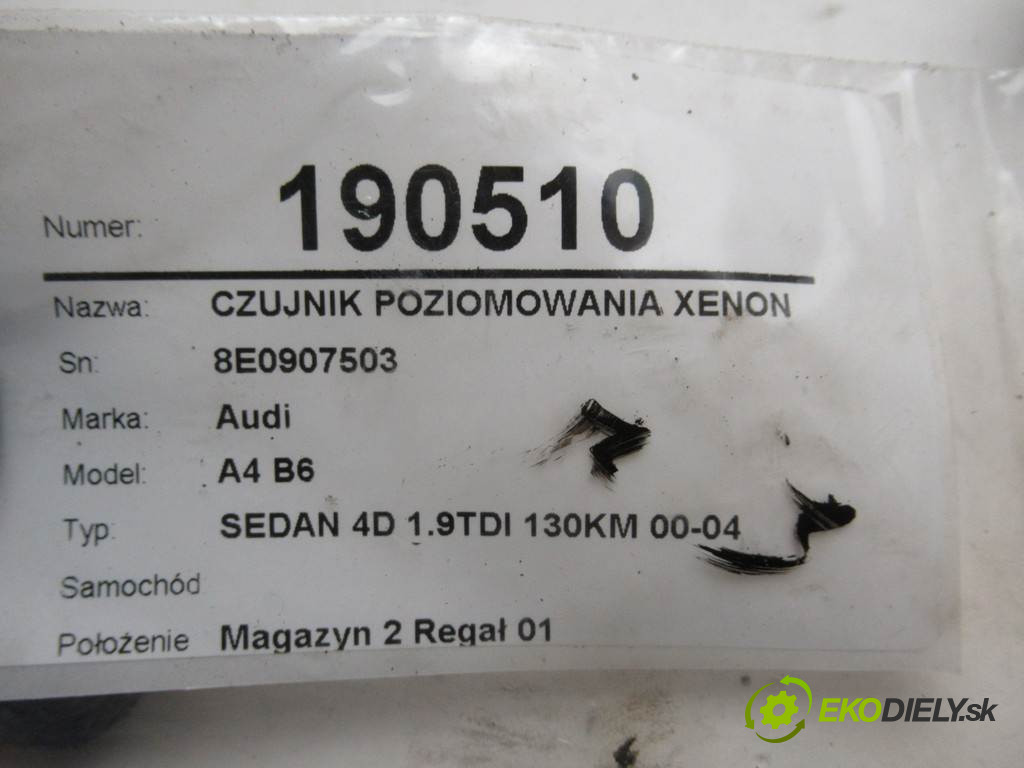 Numer: 190510
Nazwa: CZUJNIK POZIOMOWANIA XENON
Sn: 8E0907503
Marka: Audi
Model: A4 B6
Typ: SEDAN 4D 1.9TDI 130KM 00-04
Samochód
Położenie Magazyn 2 Regał 01
EKODIELY.sk